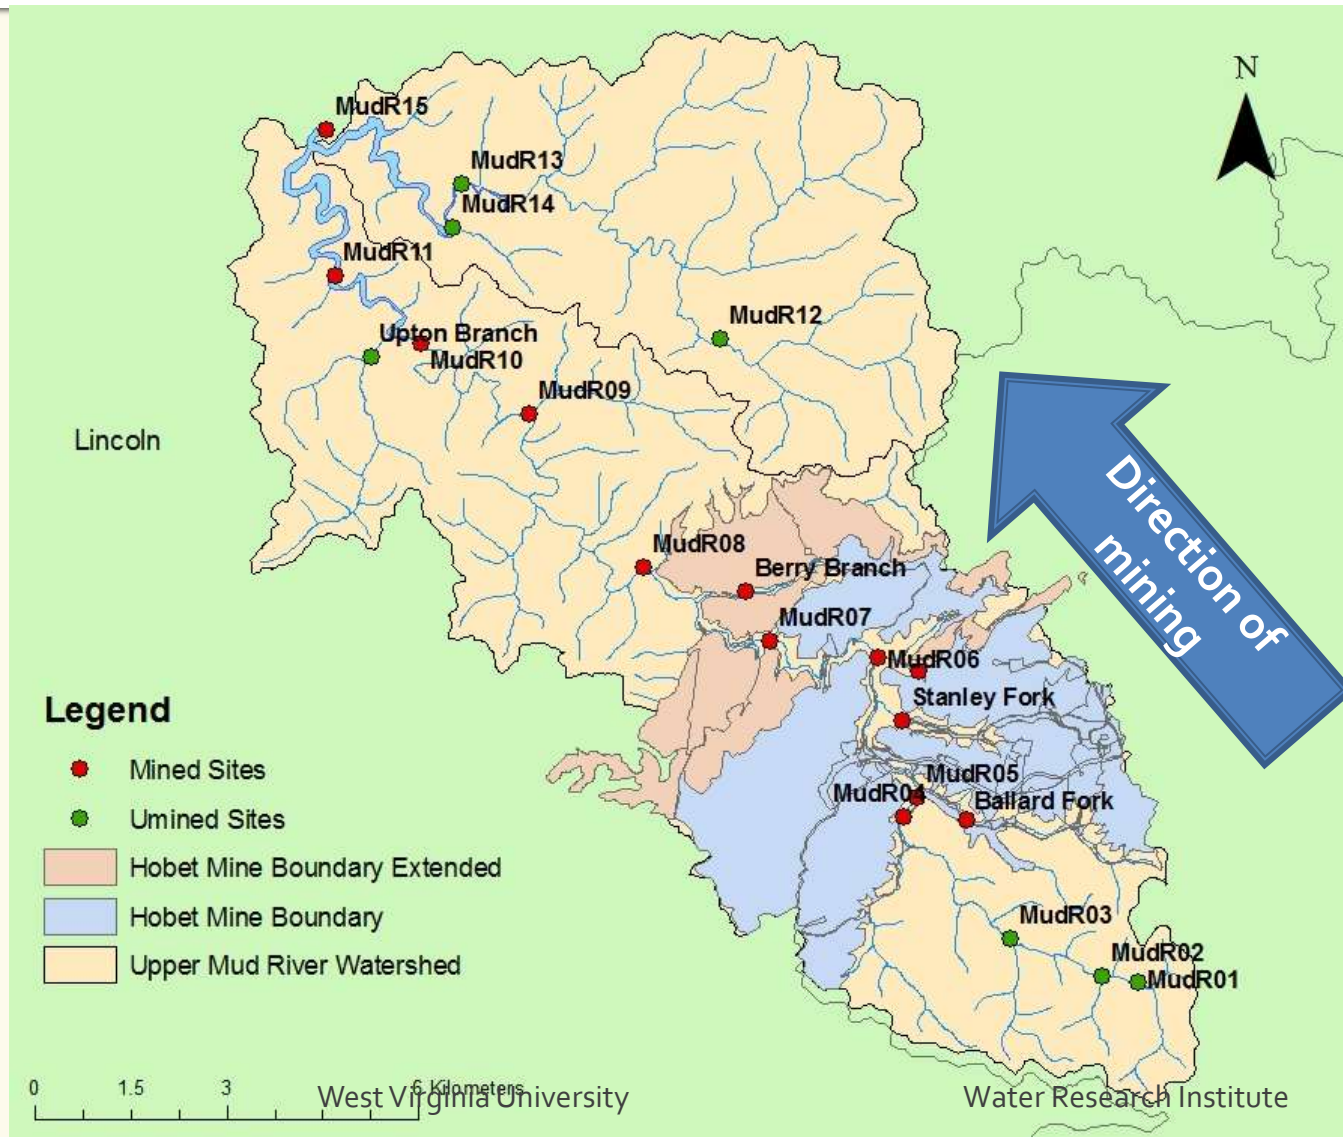 N
MudR15
MudR13
MudR14
MudR11
MudR12
Upton Branch
MudR10
MudR09
Lincoln
Direction of
mining
MudR08
Berry Branch
MudR07
MudR06
Stanley Fork
MudR05
MudR04
Ballard Fork
MudR03
MudR02
MudR01
Legend
Mined Sites
Umined Sites
Hobet Mine Boundary Extended
Hobet Mine Boundary
Upper Mud River Watershed
0 1.5 3 6 Kilometers
West Virginia University
Water Research Institute